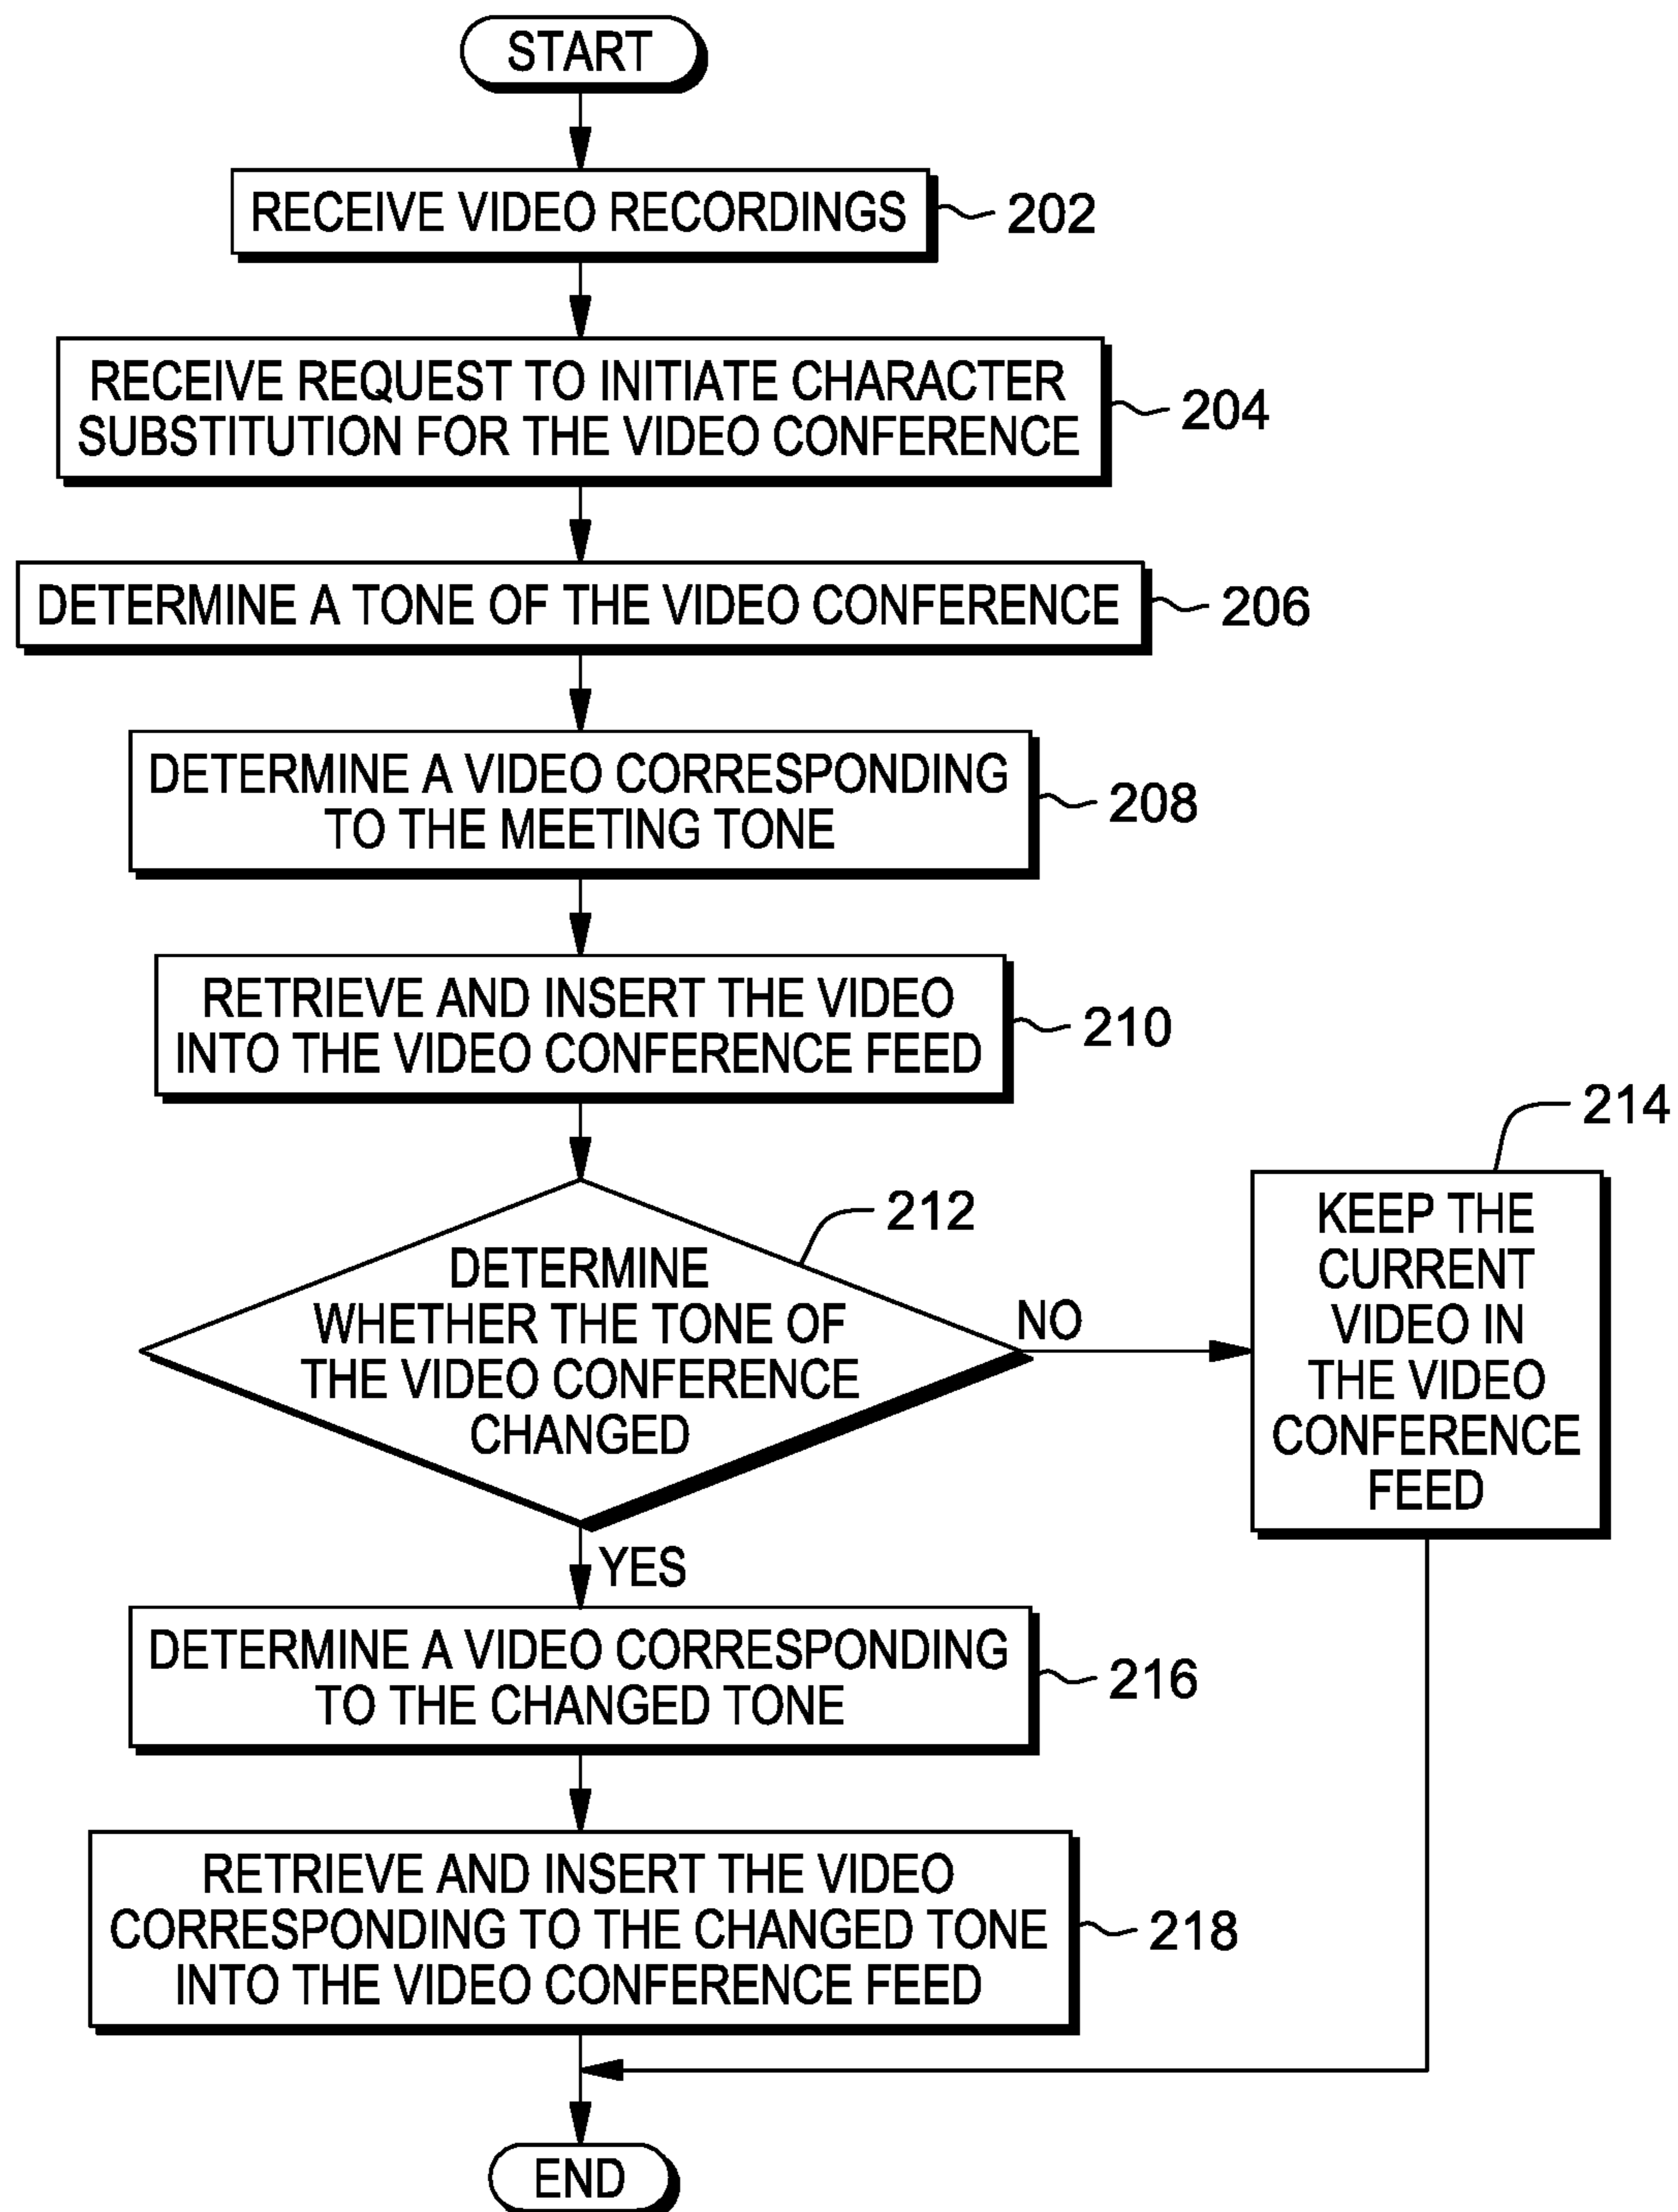 START
RECEIVE VIDEO RECORDINGS
202
RECEIVE REQUEST TO INITIATE CHARACTER
SUBSTITUTION FOR THE VIDEO CONFERENCE
204
DETERMINE A TONE OF THE VIDEO CONFERENCE
206
DETERMINE A VIDEO CORRESPONDING
TO THE MEETING TONE
208
RETRIEVE AND INSERT THE VIDEO
INTO THE VIDEO CONFERENCE FEED
210
DETERMINE
WHETHER THE TONE OF
THE VIDEO CONFERENCE
CHANGED
212
NO
214
KEEP THE
CURRENT
VIDEO IN
THE VIDEO
CONFERENCE
FEED
YES
DETERMINE A VIDEO CORRESPONDING
TO THE CHANGED TONE
216
RETRIEVE AND INSERT THE VIDEO
CORRESPONDING TO THE CHANGED TONE
INTO THE VIDEO CONFERENCE FEED
218
END